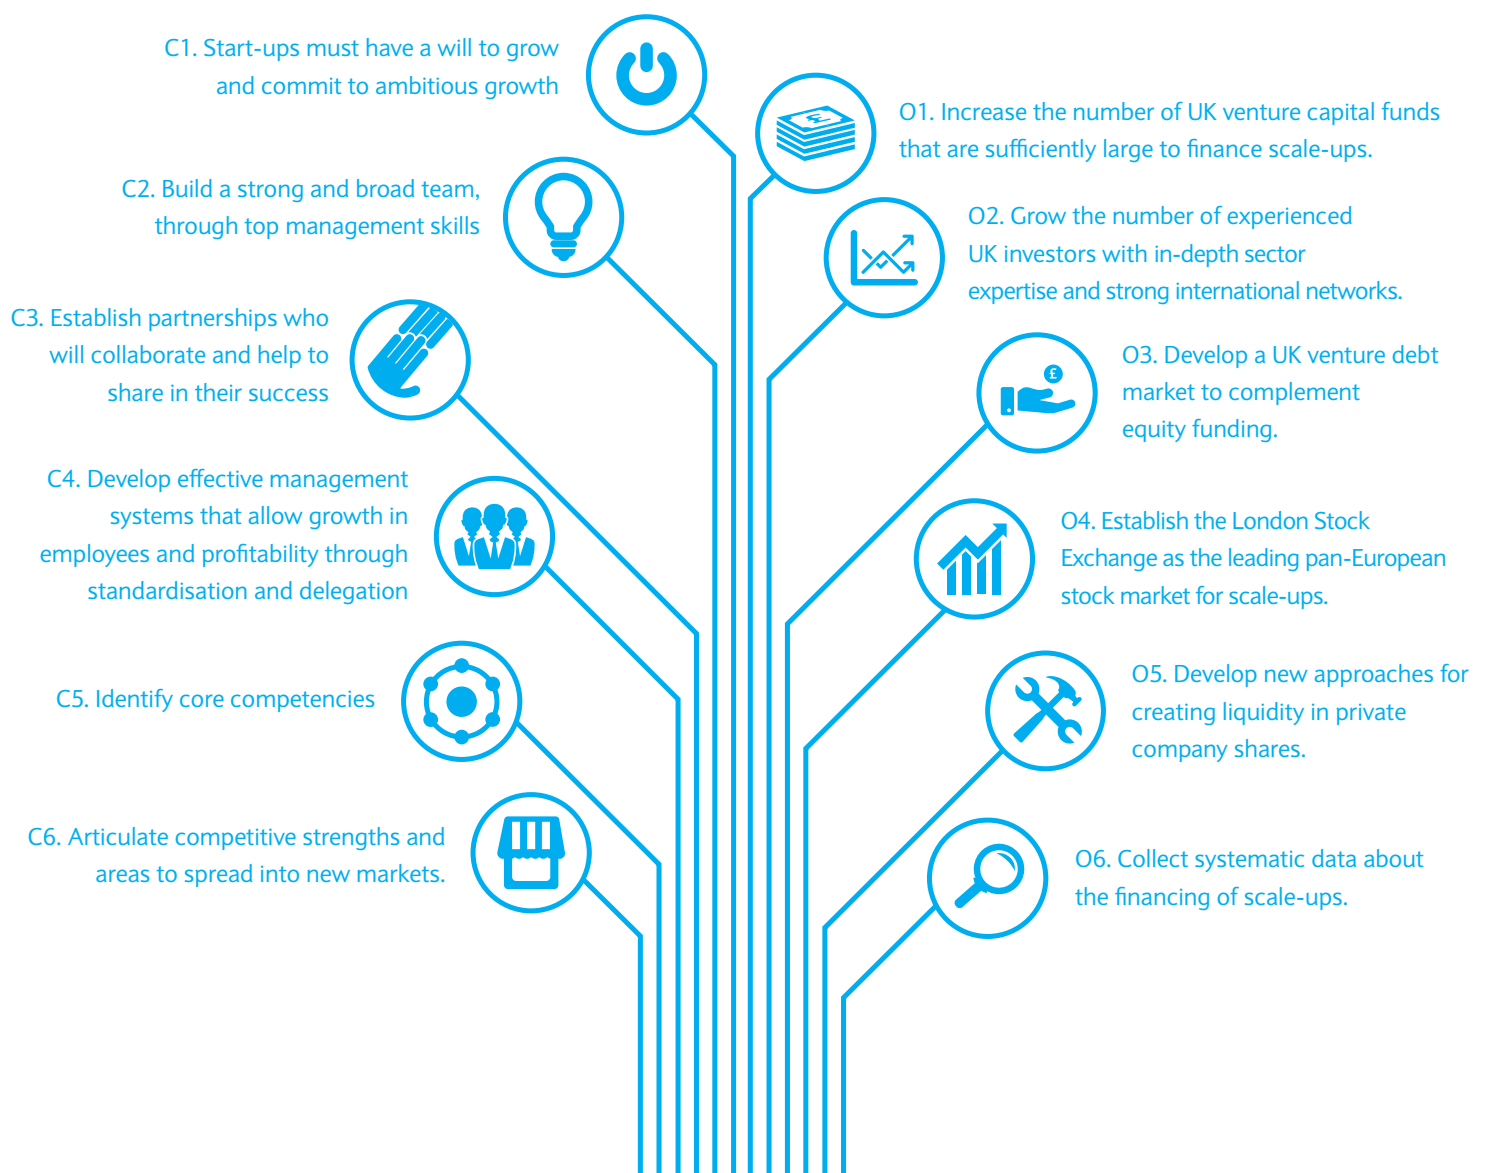 C1. Start-ups must have a will to grow
and commit to ambitious growth
C2. Build a strong and broad team,
through top management skills
C3. Establish partnerships who
will collaborate and help to
share in their success
C4. Develop effective management
systems that allow growth in
employees and profitability through
standardisation and delegation
C5. Identify core competencies
C6. Articulate competitive strengths and
areas to spread into new markets.
O1. Increase the number of UK venture capital funds
that are sufficiently large to finance scale-ups.
O2. Grow the number of experienced
UK investors with in-depth sector
expertise and strong international networks.
£
O3. Develop a UK venture debt
market to complement
equity funding.
O4. Establish the London Stock
Exchange as the leading pan-European
stock market for scale-ups.
O5. Develop new approaches for
creating liquidity in private
company shares.
O6. Collect systematic data about
the financing of scale-ups.